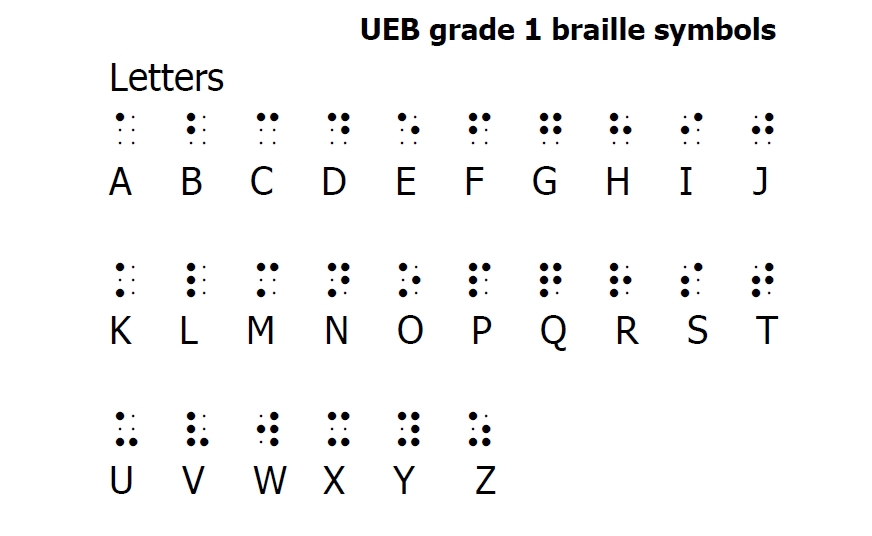 UEB grade 1 braille symbols
Letters
⠁ ⠃ ⠉ ⠙ ⠑ ⠋ ⠛ ⠓ ⠊ ⠚
A B C D E F G H I J
⠅ ⠇ ⠍ ⠝ ⠕ ⠏ ⠟ ⠗ ⠎ ⠞
K L M N O P Q R S T
⠥ ⠧ ⠺ ⠭ ⠽ ⠵
U V W X Y Z